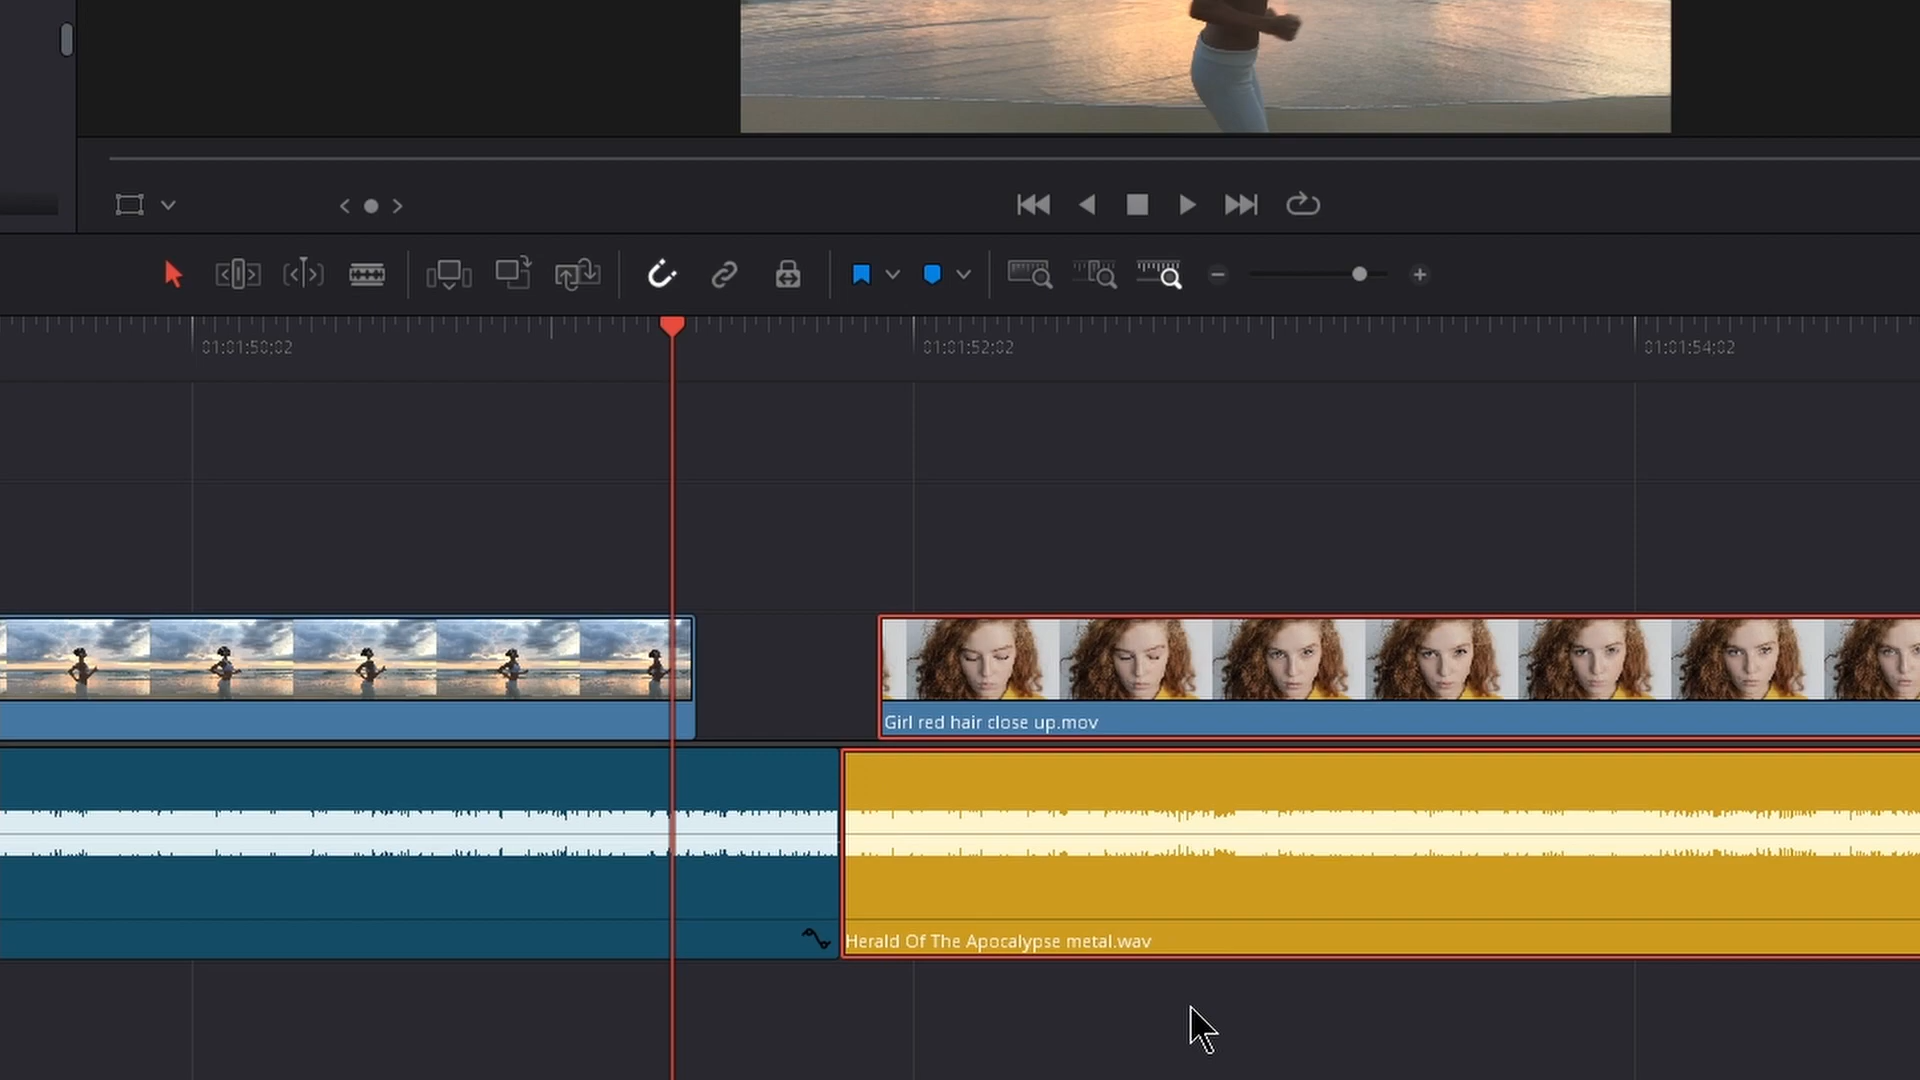 01:01:50;02
01:01:52;02
01:01:54;02
Girl red hair close up.mov
Herald Of The Apocalypse metal.wav